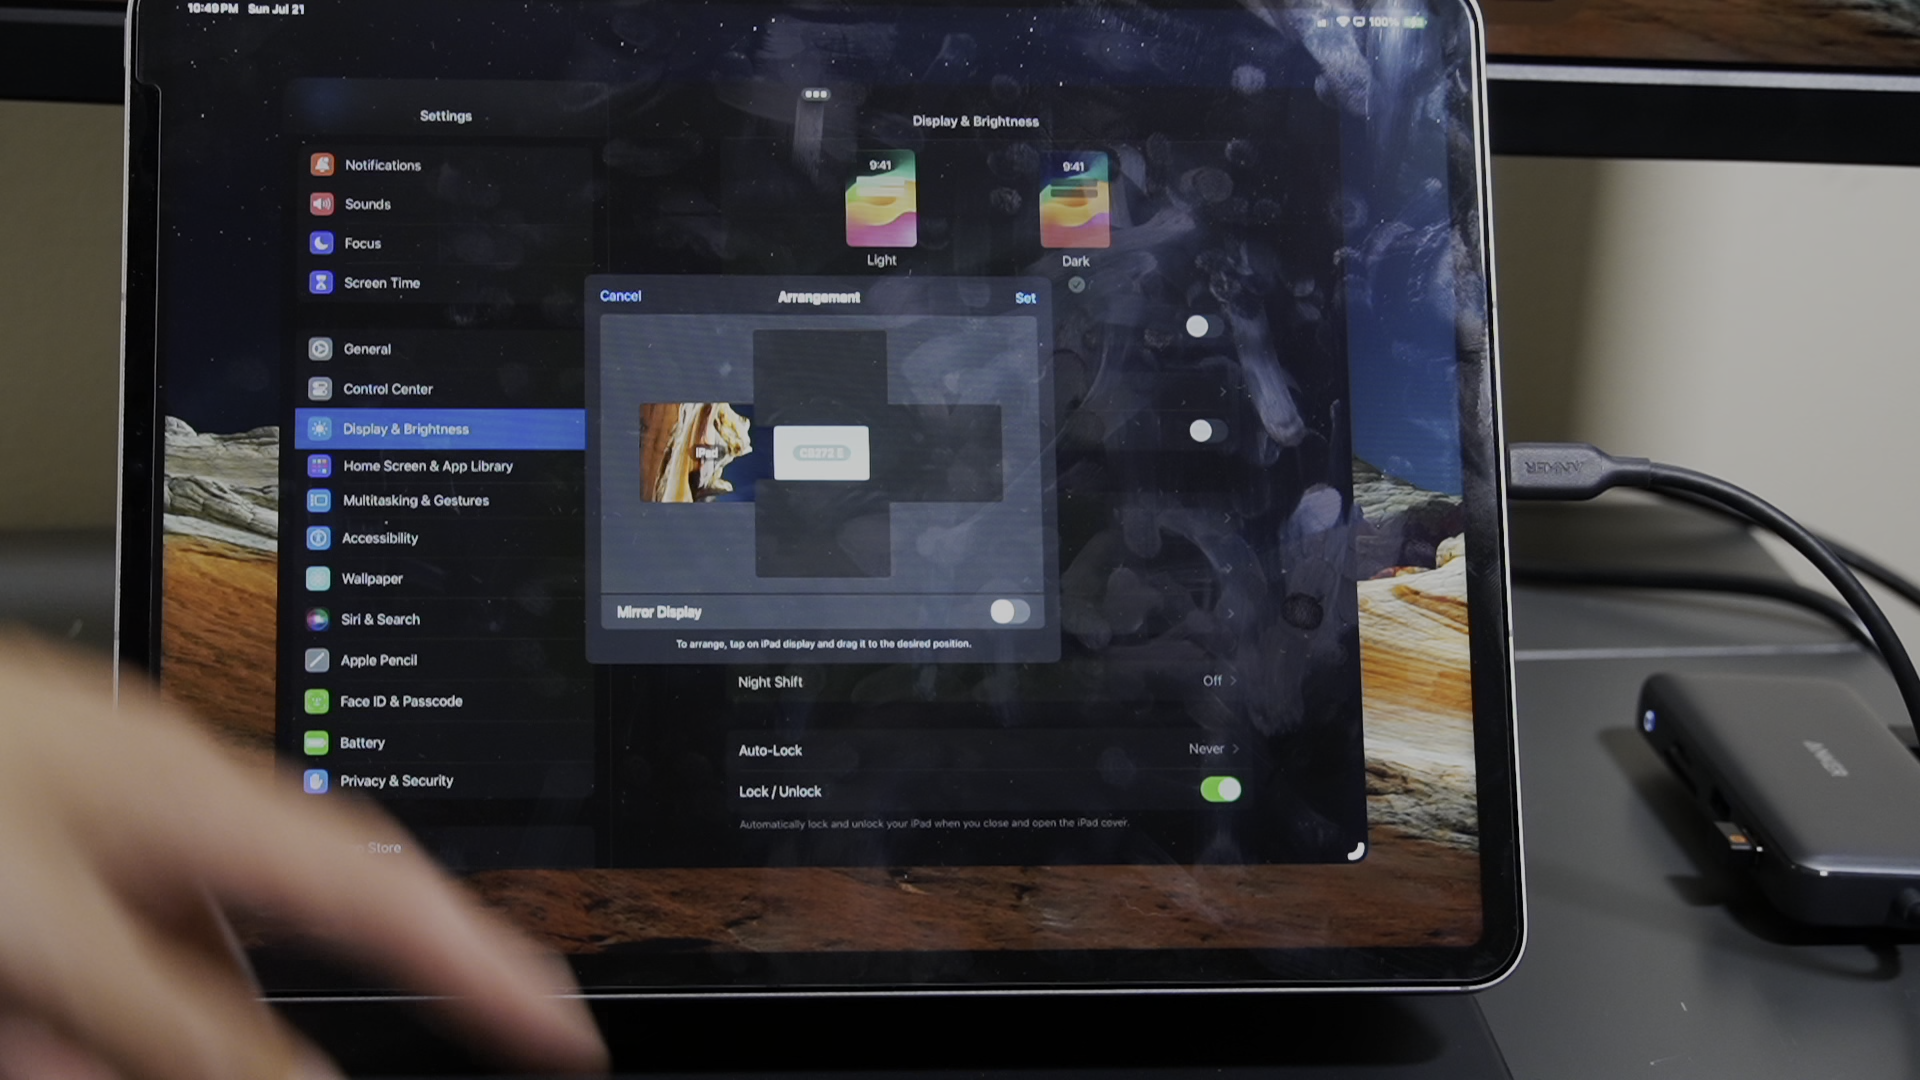 10:49 PM Sun Jul 21
100%
Settings
Notifications
Sounds
Focus
Screen Time
General
Control Center
Display & Brightness
Home Screen & App Library
Multitasking & Gestures
Accessibility
Wallpaper
Siri & Search
Apple Pencil
Face ID & Passcode
Battery
Privacy & Security
Store
Display & Brightness
9:41
9:41
Light
Dark
Cancel
Arrangement
Set
iPad
Mirror Display
To arrange, tap on iPad display and drag it to the desired position.
Night Shift
Off
Auto-Lock
Never
Lock / Unlock
Automatically lock and unlock your iPad when you close and open the iPad cover.
ANKER
ANKER